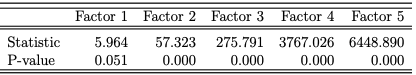 Factor 1 Factor 2 Factor 3 Factor 4 Factor 5
Statistic 5.964 57.323 275.791 3767.026 6448.890
P-value 0.051 0.000 0.000 0.000 0.000